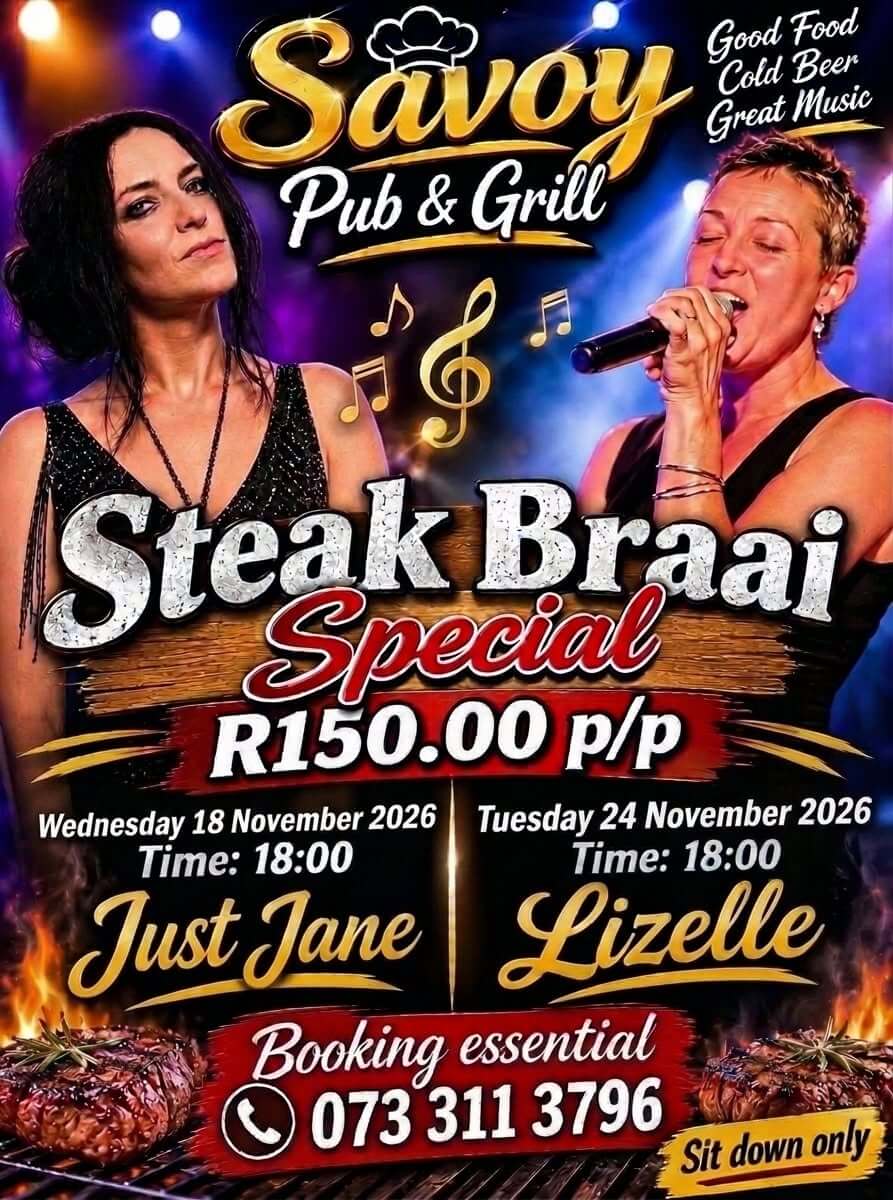 Savoy
Pub & Grill
Good Food
Cold Beer
Great Music
Steak Braai
Special
R150.00 p/p
Wednesday 18 November 2026
Time: 18:00
Just Jane
Tuesday 24 November 2026
Time: 18:00
Lizelle
Booking essential
073 311 3796
Sit down only